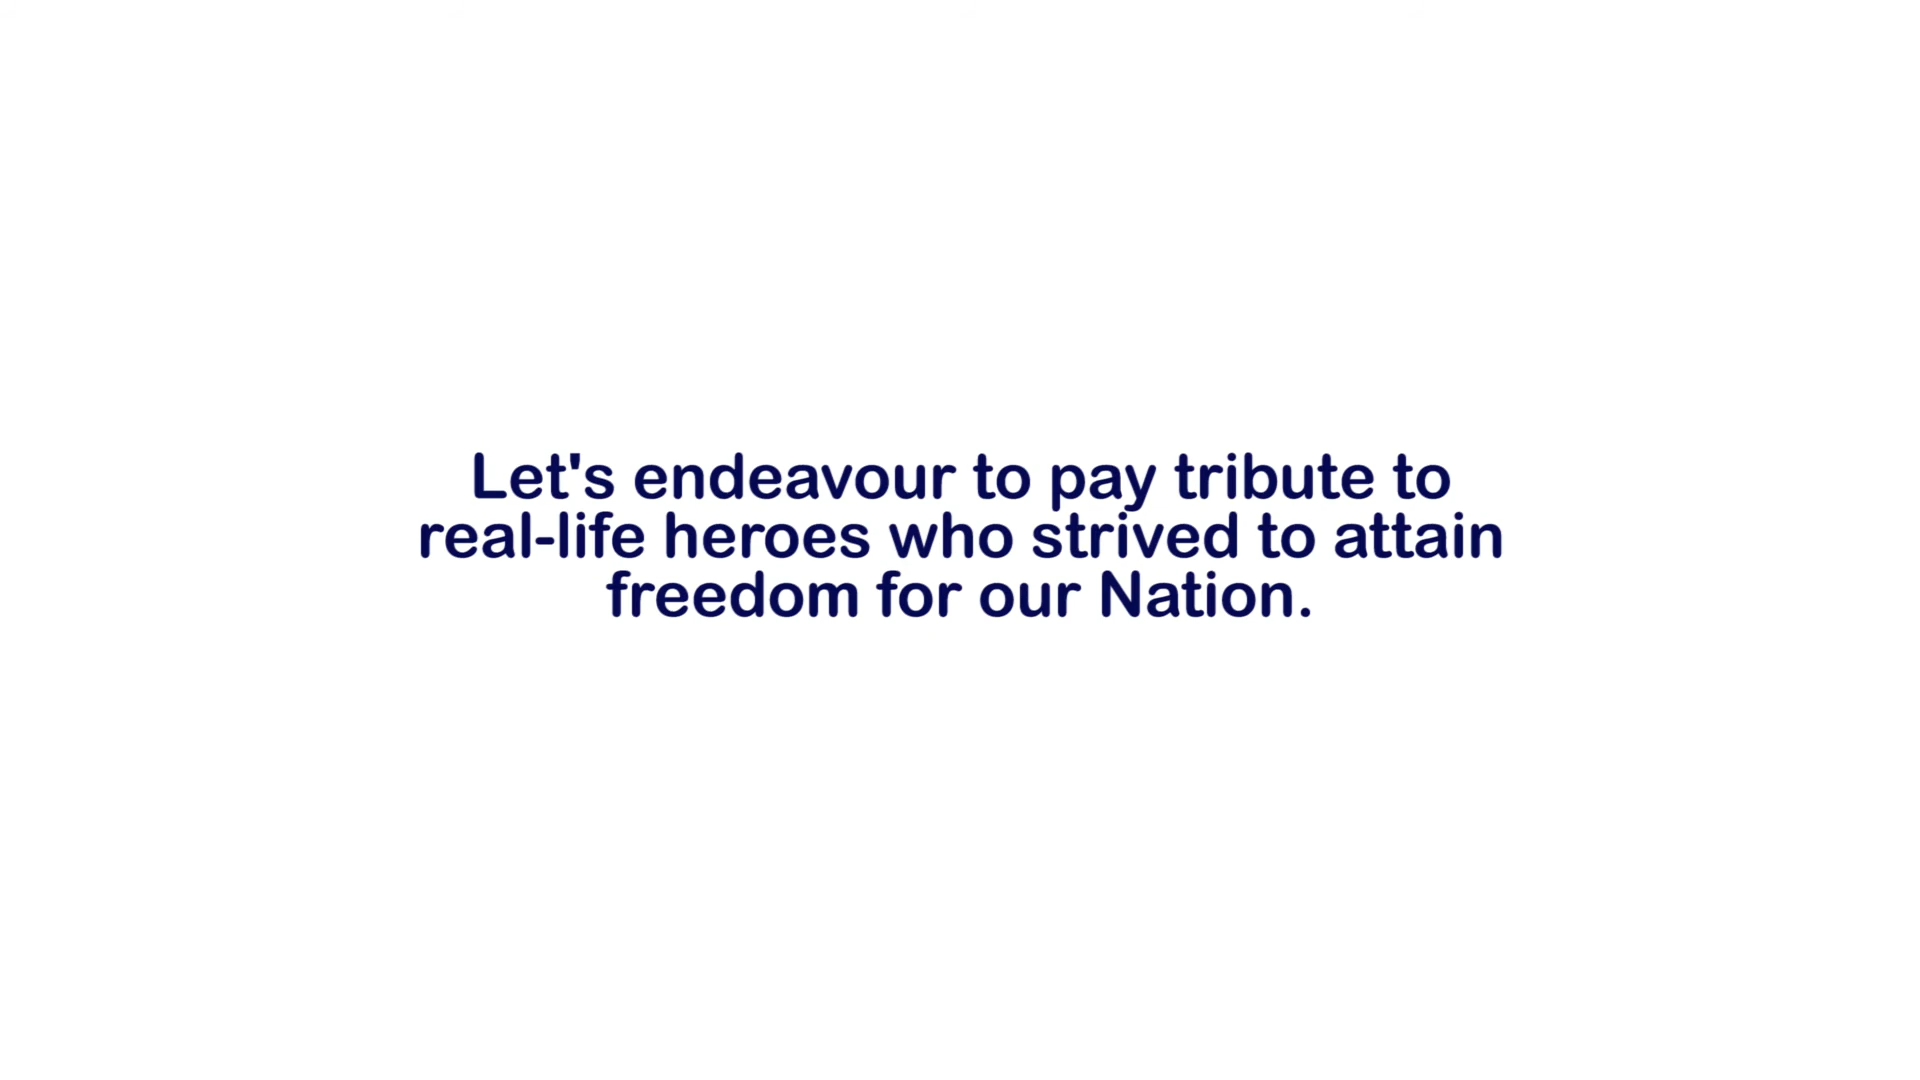 Let's endeavour to pay tribute to
real-life heroes who strived to attain
freedom for our Nation.